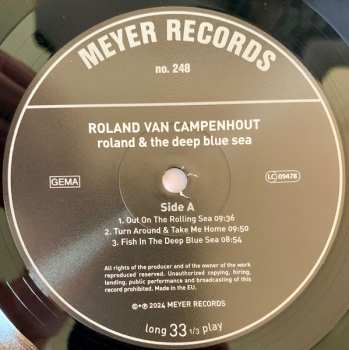 MEYER RECORDS
no. 248
ROLAND VAN CAMPENHOUT
roland & the deep blue sea
GEMA
LC 09478
Side A
1. Out On The Rolling Sea 09:36
2. Turn Around & Take Me Home 09:50
3. Fish In The Deep Blue Sea 08:54
All rights of the producer and of the owner of the work
reproduced reserved. Unauthorized copying, hiring,
lending, public performance and broadcasting of this
record prohibited. Made in the EU.
©+℗ 2024 MEYER RECORDS
long 33 1/3 play